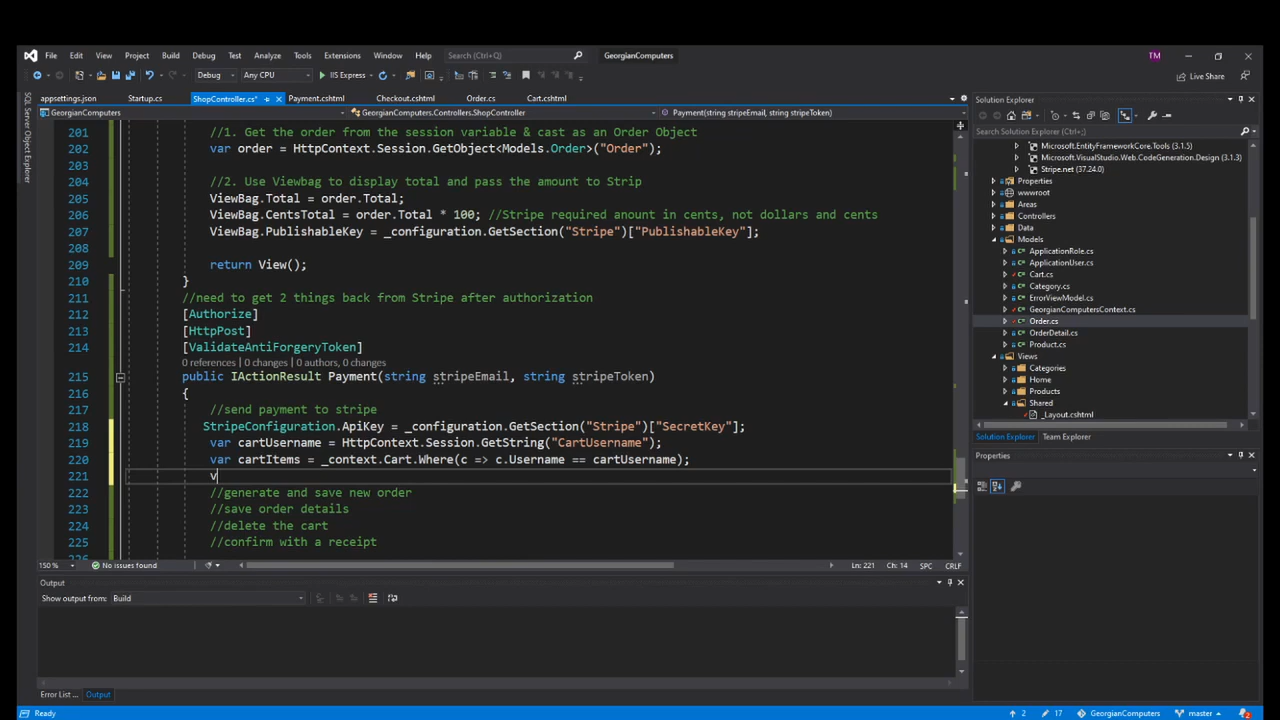 File Edit View Project Build Debug Test Analyze Tools Extensions Window Help Search (Ctrl+Q) GeorgianComputers TM
Debug Any CPU IIS Express Live Share
appsettings.json Startup.cs ShopController.cs* Payment.cshtml Checkout.cshtml Order.cs Cart.cshtml
GeorgianComputers GeorgianComputers.Controllers.ShopController Payment(string stripeEmail, string stripeToken)
SQL Server Object Explorer
201 //1. Get the order from the session variable & cast as an Order Object
202 var order = HttpContext.Session.GetObject<Models.Order>("Order");
203
204 //2. Use Viewbag to display total and pass the amount to Strip
205 ViewBag.Total = order.Total;
206 ViewBag.CentsTotal = order.Total * 100; //Stripe required amount in cents, not dollars and cents
207 ViewBag.PublishableKey = _configuration.GetSection("Stripe")["PublishableKey"];
208
209 return View();
210 }
211 //need to get 2 things back from Stripe after authorization
212 [Authorize]
213 [HttpPost]
214 [ValidateAntiForgeryToken]
0 references | 0 changes | 0 authors, 0 changes
215 public IActionResult Payment(string stripeEmail, string stripeToken)
216 {
217 //send payment to stripe
218 StripeConfiguration.ApiKey = _configuration.GetSection("Stripe")["SecretKey"];
219 var cartUsername = HttpContext.Session.GetString("CartUsername");
220 var cartItems = _context.Cart.Where(c => c.Username == cartUsername);
221 v
222 //generate and save new order
223 //save order details
224 //delete the cart
225 //confirm with a receipt
150 % No issues found Ln: 221 Ch: 14 SPC CRLF
Output
Show output from: Build
Error List ... Output
Solution Explorer
Search Solution Explorer (Ctrl+;)
Microsoft.EntityFrameworkCore.Tools (3.1.5)
Microsoft.VisualStudio.Web.CodeGeneration.Design (3.1.3)
Stripe.net (37.24.0)
Properties
wwwroot
Areas
Controllers
Data
Models
ApplicationRole.cs
ApplicationUser.cs
Cart.cs
Category.cs
ErrorViewModel.cs
GeorgianComputersContext.cs
Order.cs
OrderDetail.cs
Product.cs
Views
Categories
Home
Products
Shared
_Layout.cshtml
Solution Explorer Team Explorer
Properties
Ready 2 17 GeorgianComputers master 2